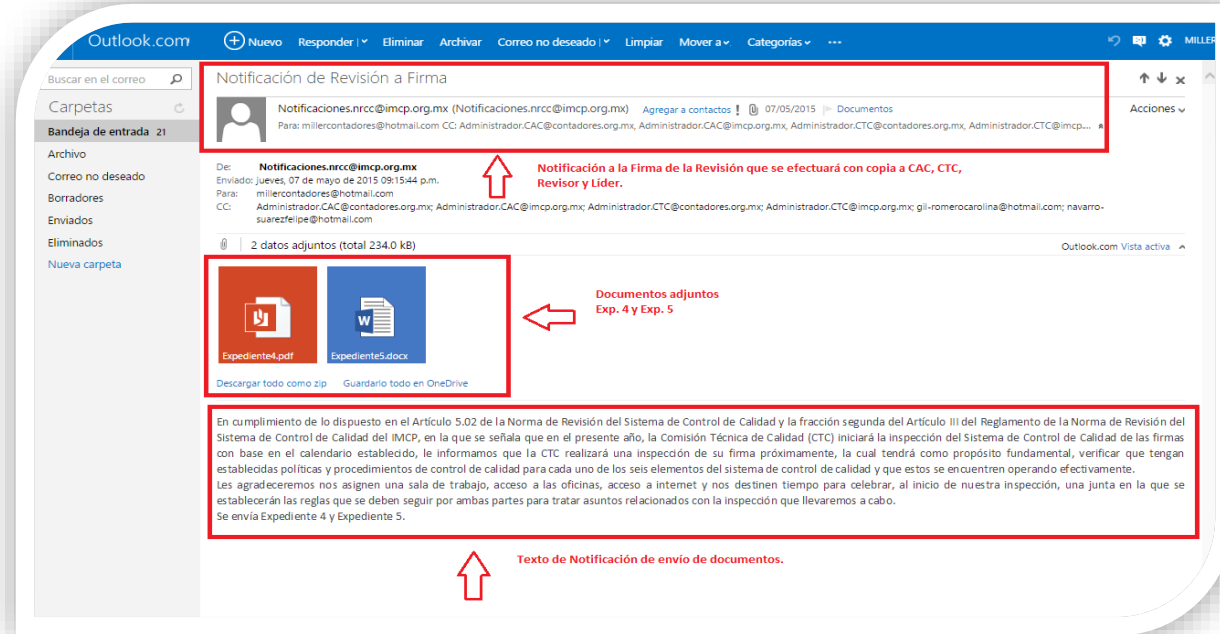 Outlook.com
Nuevo Responder Eliminar Archivar Correo no deseado Limpiar Mover a Categorías ··· MILLER
Buscar en el correo
Carpetas
Bandeja de entrada 21
Archivo
Correo no deseado
Borradores
Enviados
Eliminados
Nueva carpeta
Notificación de Revisión a Firma
Notificaciones.nrcc@imcp.org.mx (Notificaciones.nrcc@imcp.org.mx) Agregar a contactos ! 07/05/2015 Documentos
Acciones
Para: millercontadores@hotmail.com CC: Administrador.CAC@contadores.org.mx, Administrador.CAC@imcp.org.mx, Administrador.CTC@contadores.org.mx, Administrador.CTC@imcp...
De: Notificaciones.nrcc@imcp.org.mx
Enviado: jueves, 07 de mayo de 2015 09:15:44 p.m.
Para: millercontadores@hotmail.com
CC: Administrador.CAC@contadores.org.mx; Administrador.CAC@imcp.org.mx; Administrador.CTC@contadores.org.mx; Administrador.CTC@imcp.org.mx; gil-romerocarolina@hotmail.com; navarro-
suarezfelipe@hotmail.com
Notificación a la Firma de la Revisión que se efectuará con copia a CAC, CTC,
Revisor y Líder.
2 datos adjuntos (total 234.0 kB)
Outlook.com Vista activa
Expediente4.pdf
Expediente5.docx
Documentos adjuntos
Exp. 4 y Exp. 5
Descargar todo como zip Guardarlo todo en OneDrive
En cumplimiento de lo dispuesto en el Artículo 5.02 de la Norma de Revisión del Sistema de Control de Calidad y la fracción segunda del Artículo III del Reglamento de la Norma de Revisión del
Sistema de Control de Calidad del IMCP, en la que se señala que en el presente año, la Comisión Técnica de Calidad (CTC) iniciará la inspección del Sistema de Control de Calidad de las firmas
con base en el calendario establecido, le informamos que la CTC realizará una inspección de su firma próximamente, la cual tendrá como propósito fundamental, verificar que tengan
establecidas políticas y procedimientos de control de calidad para cada uno de los seis elementos del sistema de control de calidad y que estos se encuentren operando efectivamente.
Les agradeceremos nos asignen una sala de trabajo, acceso a las oficinas, acceso a internet y nos destinen tiempo para celebrar, al inicio de nuestra inspección, una junta en la que se
establecerán las reglas que se deben seguir por ambas partes para tratar asuntos relacionados con la inspección que llevaremos a cabo.
Se envía Expediente 4 y Expediente 5.
Texto de Notificación de envío de documentos.